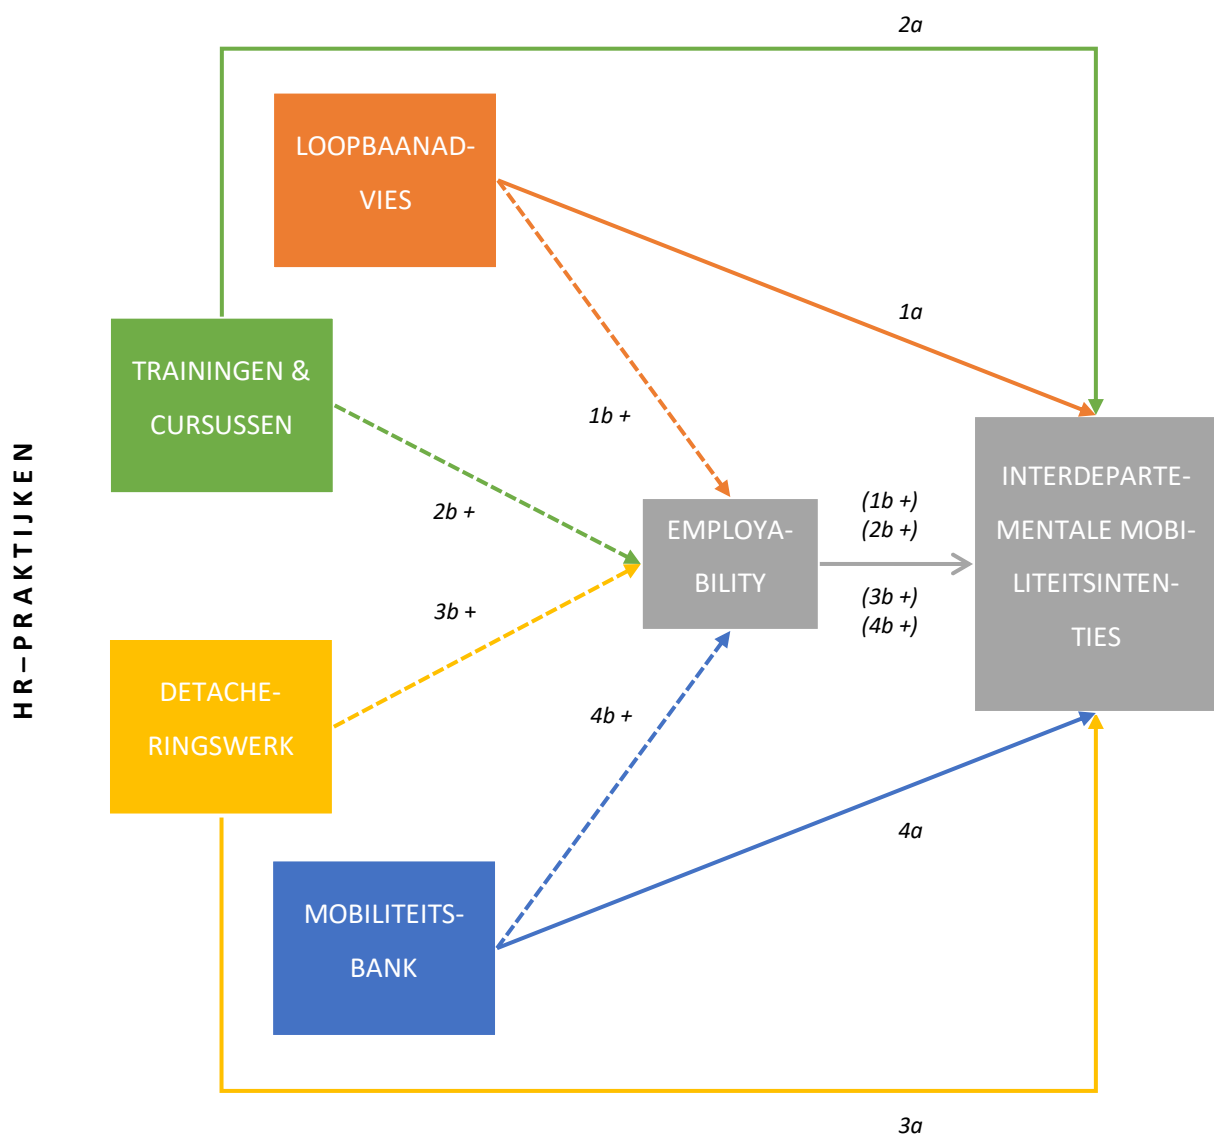 2a
LOOPBAANAD-
VIES
1a
TRAININGEN &
CURSUSSEN
1b +
2b +
HR–PRAKTIJKEN
EMPLOYA-
BILITY
(1b +)
(2b +)
(3b +)
(4b +)
INTERDEPARTE-
MENTALE MOBI-
LITEITSINTEN-
TIES
3b +
DETACHE-
RINGSWERK
4b +
4a
MOBILITEITS-
BANK
3a